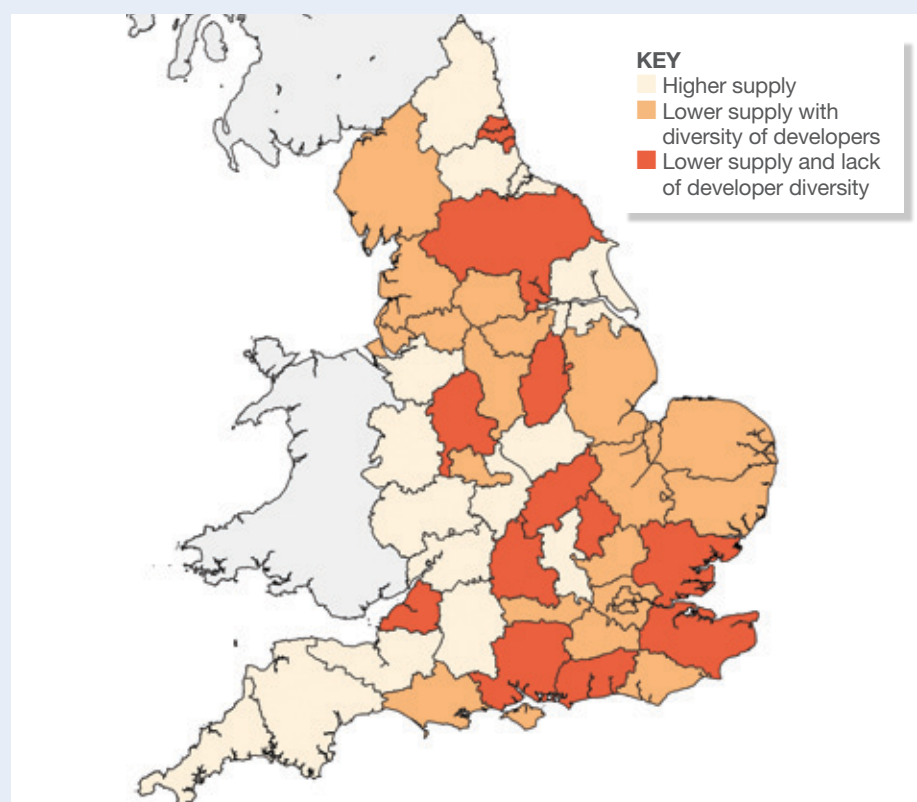 KEY
Higher supply
Lower supply with
diversity of developers
Lower supply and lack
of developer diversity